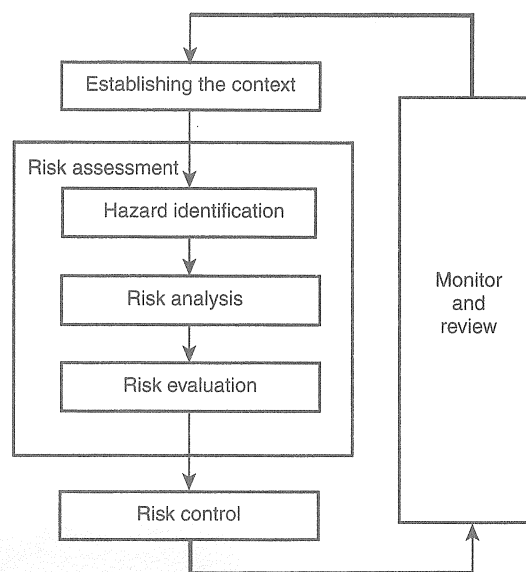 Establishing the context
Risk assessment
Hazard identification
Risk analysis
Risk evaluation
Risk control
Monitor
and
review